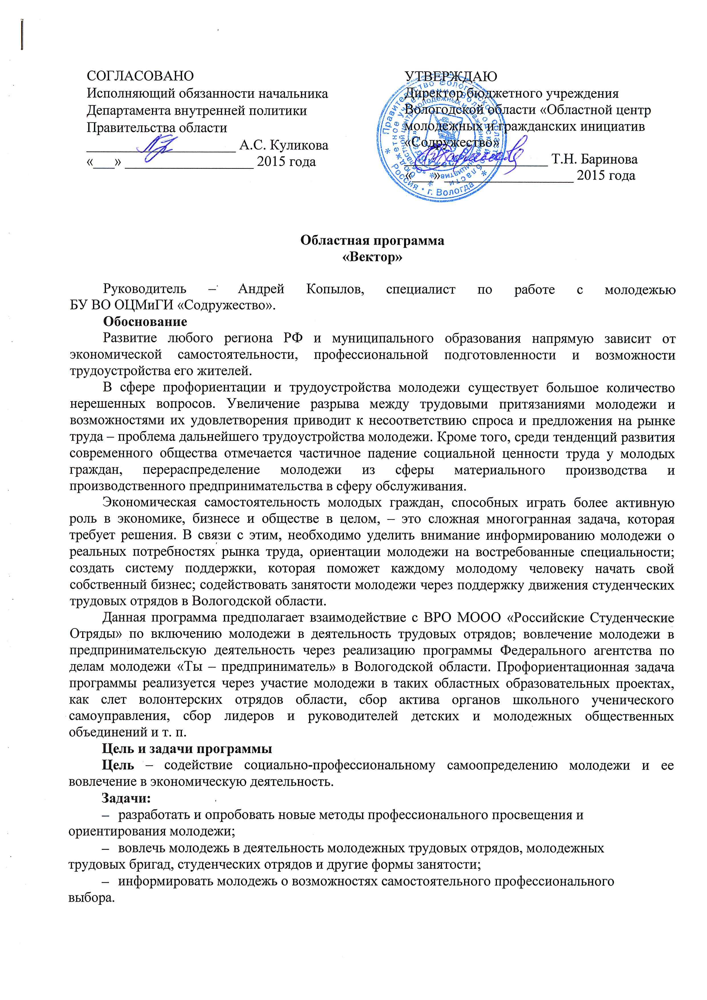 СОГЛАСОВАНО
Исполняющий обязанности начальника
Департамента внутренней политики
Правительства области
_____________________ А.С. Куликова
«___» __________________ 2015 года
УТВЕРЖДАЮ
Директор бюджетного учреждения
Вологодской области «Областной центр
молодежных и гражданских инициатив
«Содружество»
____________________ Т.Н. Баринова
«___» __________________ 2015 года
Правительство Вологодской области
Россия • г. Вологда
Областная программа
«Вектор»
Руководитель – Андрей Копылов, специалист по работе с молодежью
БУ ВО ОЦМиГИ «Содружество».
Обоснование
Развитие любого региона РФ и муниципального образования напрямую зависит от
экономической самостоятельности, профессиональной подготовленности и возможности
трудоустройства его жителей.
В сфере профориентации и трудоустройства молодежи существует большое количество
нерешенных вопросов. Увеличение разрыва между трудовыми притязаниями молодежи и
возможностями их удовлетворения приводит к несоответствию спроса и предложения на рынке
труда – проблема дальнейшего трудоустройства молодежи. Кроме того, среди тенденций развития
современного общества отмечается частичное падение социальной ценности труда у молодых
граждан, перераспределение молодежи из сферы материального производства и
производственного предпринимательства в сферу обслуживания.
Экономическая самостоятельность молодых граждан, способных играть более активную
роль в экономике, бизнесе и обществе в целом, – это сложная многогранная задача, которая
требует решения. В связи с этим, необходимо уделить внимание информированию молодежи о
реальных потребностях рынка труда, ориентации молодежи на востребованные специальности;
создать систему поддержки, которая поможет каждому молодому человеку начать свой
собственный бизнес; содействовать занятости молодежи через поддержку движения студенческих
трудовых отрядов в Вологодской области.
Данная программа предполагает взаимодействие с ВРО МООО «Российские Студенческие
Отряды» по включению молодежи в деятельность трудовых отрядов; вовлечение молодежи в
предпринимательскую деятельность через реализацию программы Федерального агентства по
делам молодежи «Ты – предприниматель» в Вологодской области. Профориентационная задача
программы реализуется через участие молодежи в таких областных образовательных проектах,
как слет волонтерских отрядов области, сбор актива органов школьного ученического
самоуправления, сбор лидеров и руководителей детских и молодежных общественных
объединений и т. п.
Цель и задачи программы
Цель – содействие социально-профессиональному самоопределению молодежи и ее
вовлечение в экономическую деятельность.
Задачи:
– разработать и опробовать новые методы профессионального просвещения и
ориентирования молодежи;
– вовлечь молодежь в деятельность молодежных трудовых отрядов, молодежных
трудовых бригад, студенческих отрядов и другие формы занятости;
– информировать молодежь о возможностях самостоятельного профессионального
выбора.